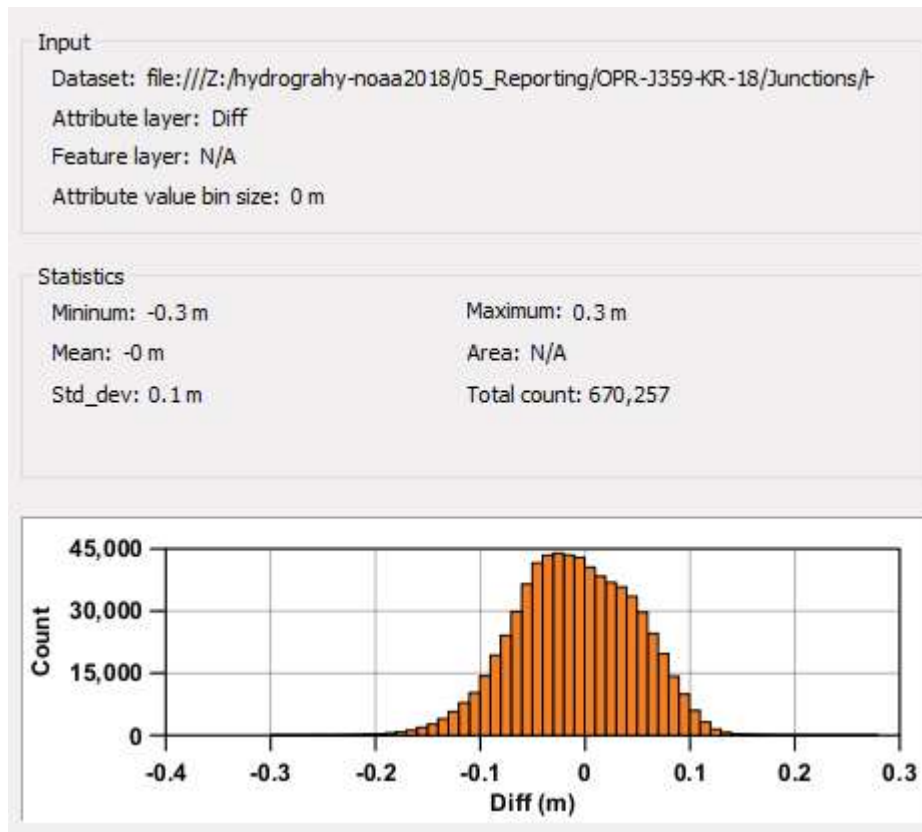 Input
Dataset: file:///Z:/hydrograhy-noaa2018/05_Reporting/OPR-J359-KR-18/Junctions/H
Attribute layer: Diff
Feature layer: N/A
Attribute value bin size: 0 m
Statistics
Mininum: -0.3 m
Maximum: 0.3 m
Mean: -0 m
Area: N/A
Std_dev: 0.1 m
Total count: 670,257
45,000
30,000
15,000
0
Count
-0.4 -0.3 -0.2 -0.1 0 0.1 0.2 0.3
Diff (m)